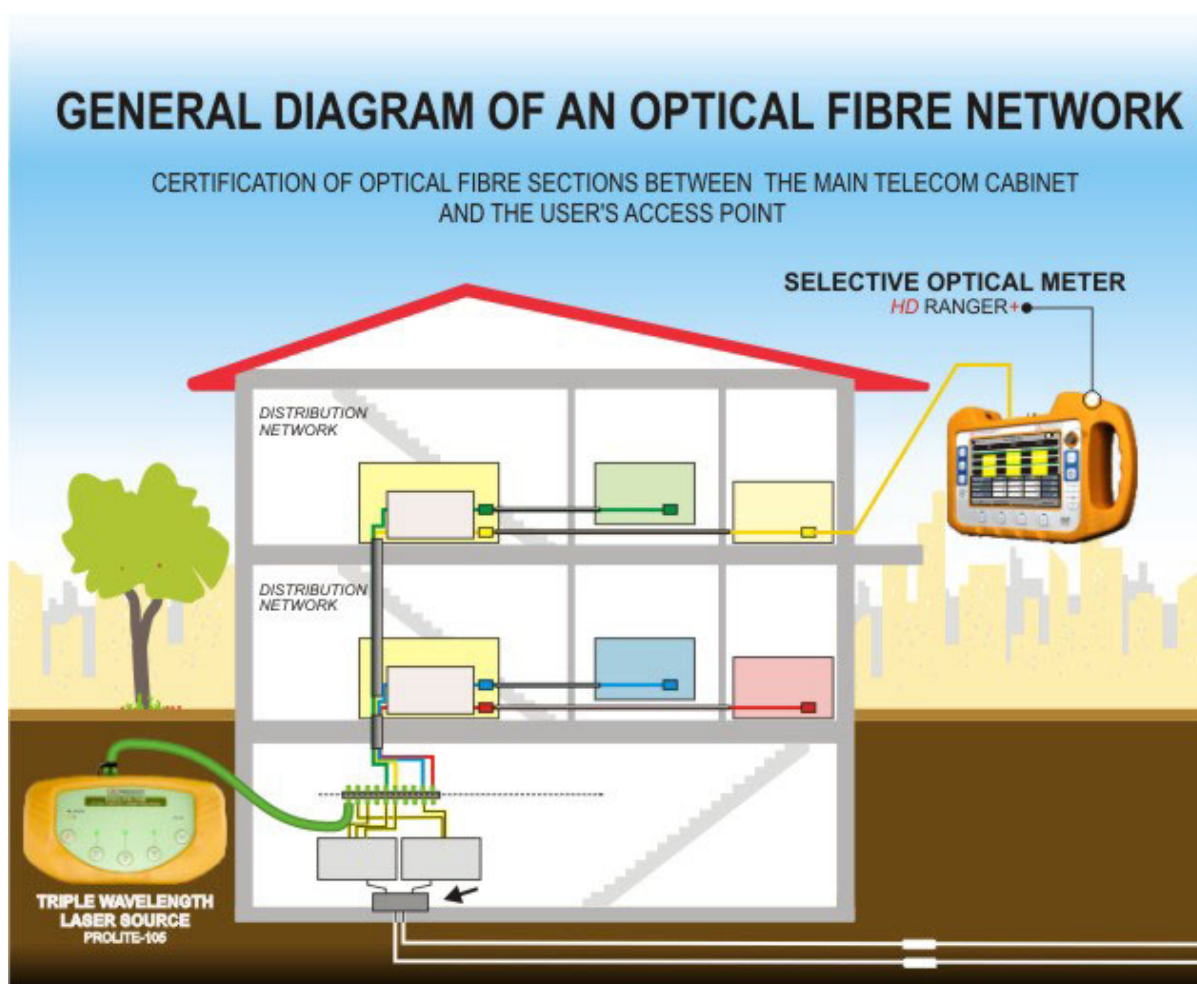 GENERAL DIAGRAM OF AN OPTICAL FIBRE NETWORK
CERTIFICATION OF OPTICAL FIBRE SECTIONS BETWEEN THE MAIN TELECOM CABINET
AND THE USER'S ACCESS POINT
SELECTIVE OPTICAL METER
HD RANGER+
DISTRIBUTION
NETWORK
DISTRIBUTION
NETWORK
TRIPLE WAVELENGTH
LASER SOURCE
PROLITE-105